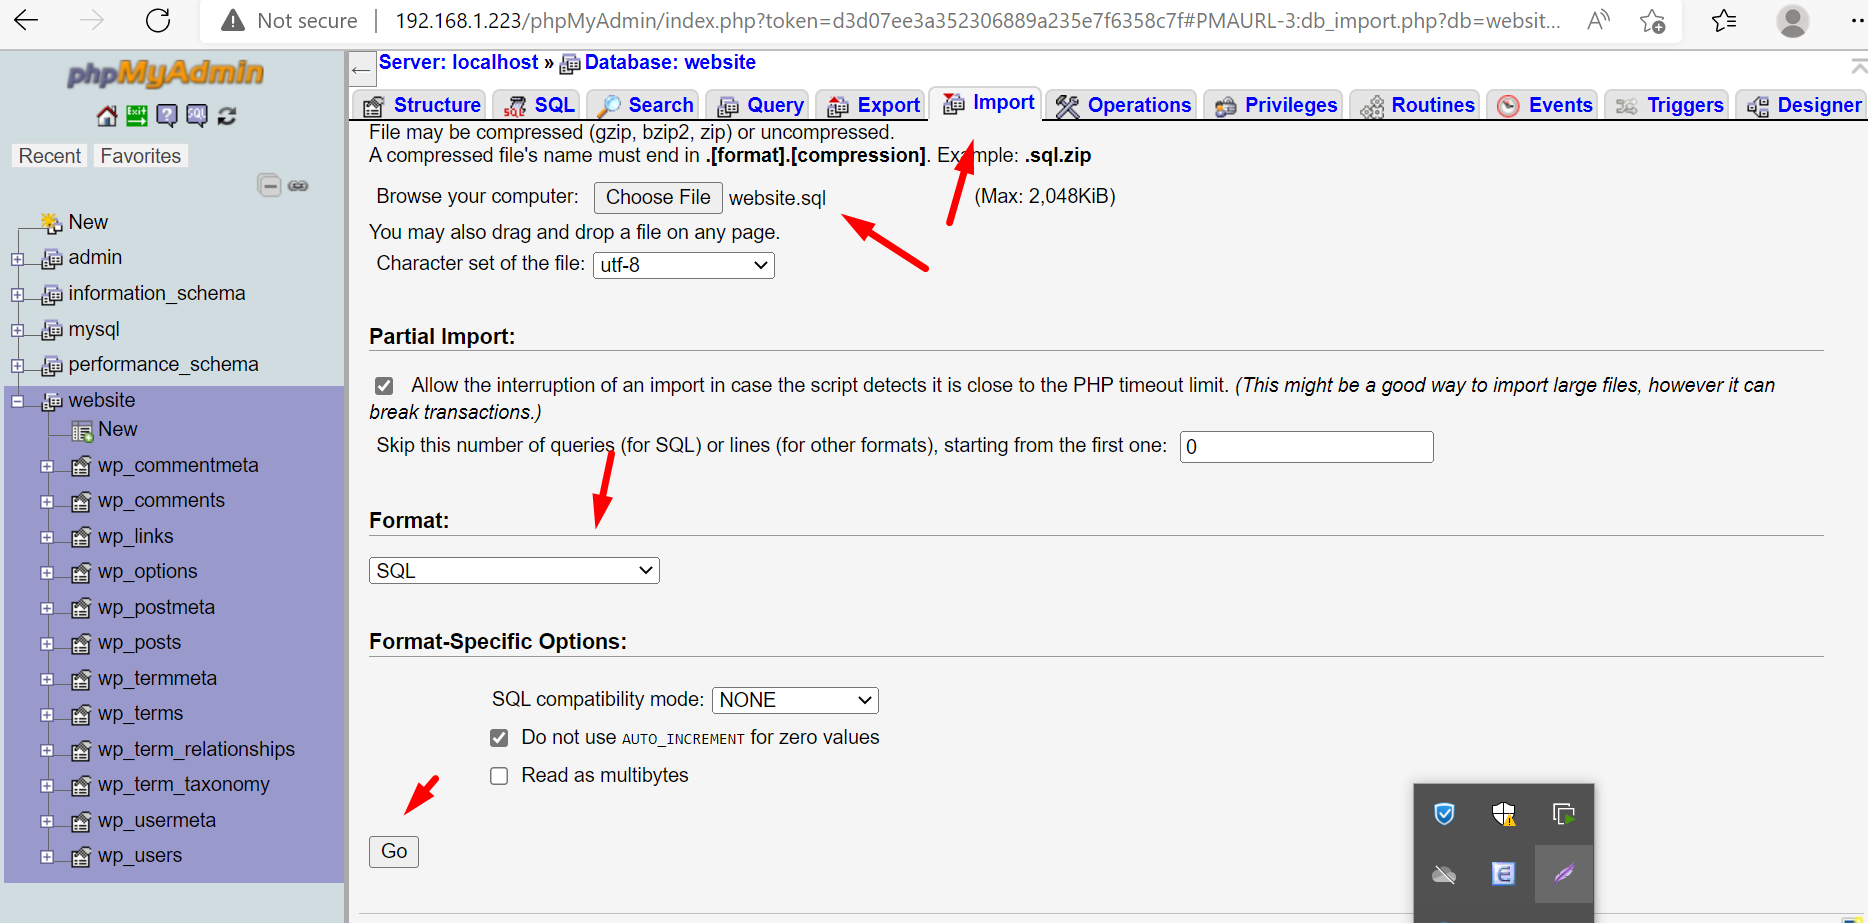 Not secure
192.168.1.223/phpMyAdmin/index.php?token=d3d07ee3a352306889a235e7f6358c7f#PMAURL-3:db_import.php?db=websit...
phpMyAdmin
Recent Favorites
New
admin
information_schema
mysql
performance_schema
website
New
wp_commentmeta
wp_comments
wp_links
wp_options
wp_postmeta
wp_posts
wp_termmeta
wp_terms
wp_term_relationships
wp_term_taxonomy
wp_usermeta
wp_users
Server: localhost » Database: website
Structure SQL Search Query Export Import Operations Privileges Routines Events Triggers Designer
File may be compressed (gzip, bzip2, zip) or uncompressed.
A compressed file's name must end in .[format].[compression]. Example: .sql.zip
Browse your computer: Choose File website.sql (Max: 2,048KiB)
You may also drag and drop a file on any page.
Character set of the file: utf-8
Partial Import:
Allow the interruption of an import in case the script detects it is close to the PHP timeout limit. (This might be a good way to import large files, however it can
break transactions.)
Skip this number of queries (for SQL) or lines (for other formats), starting from the first one: 0
Format:
SQL
Format-Specific Options:
SQL compatibility mode: NONE
Do not use AUTO_INCREMENT for zero values
Read as multibytes
Go